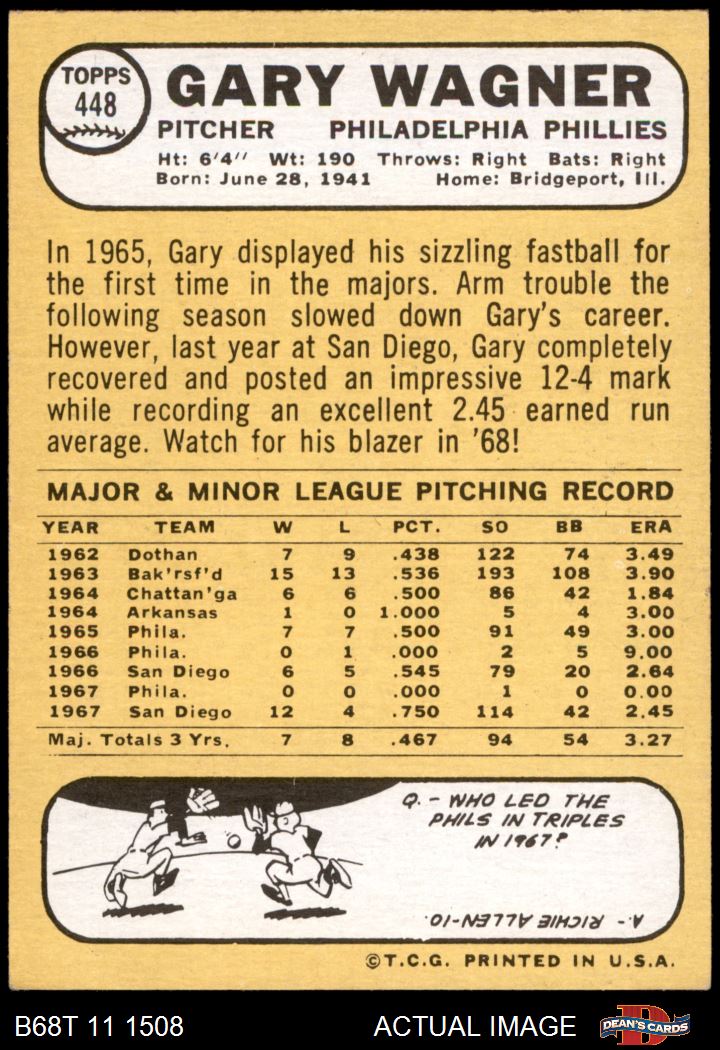 TOPPS
448
GARY WAGNER
PITCHER PHILADELPHIA PHILLIES
Ht: 6'4" Wt: 190 Throws: Right Bats: Right
Born: June 28, 1941 Home: Bridgeport, Ill.
In 1965, Gary displayed his sizzling fastball for
the first time in the majors. Arm trouble the
following season slowed down Gary's career.
However, last year at San Diego, Gary completely
recovered and posted an impressive 12-4 mark
while recording an excellent 2.45 earned run
average. Watch for his blazer in '68!
MAJOR & MINOR LEAGUE PITCHING RECORD
YEAR TEAM W L PCT. SO BB ERA
1962 Dothan 7 9 .438 122 74 3.49
1963 Bak'rsf'd 15 13 .536 193 108 3.90
1964 Chattan'ga 6 6 .500 86 42 1.84
1964 Arkansas 1 0 1.000 5 4 3.00
1965 Phila. 7 7 .500 91 49 3.00
1966 Phila. 0 1 .000 2 5 9.00
1966 San Diego 6 5 .545 79 20 2.64
1967 Phila. 0 0 .000 1 0 0.00
1967 San Diego 12 4 .750 114 42 2.45
Maj. Totals 3 Yrs. 7 8 .467 94 54 3.27
Q. - WHO LED THE
PHILS IN TRIPLES
IN 1967?
A-. RICHIE ALLEN-10.
©T.C.G. PRINTED IN U.S.A.
B68T 11 1508 ACTUAL IMAGE D DEAN'S CARDS